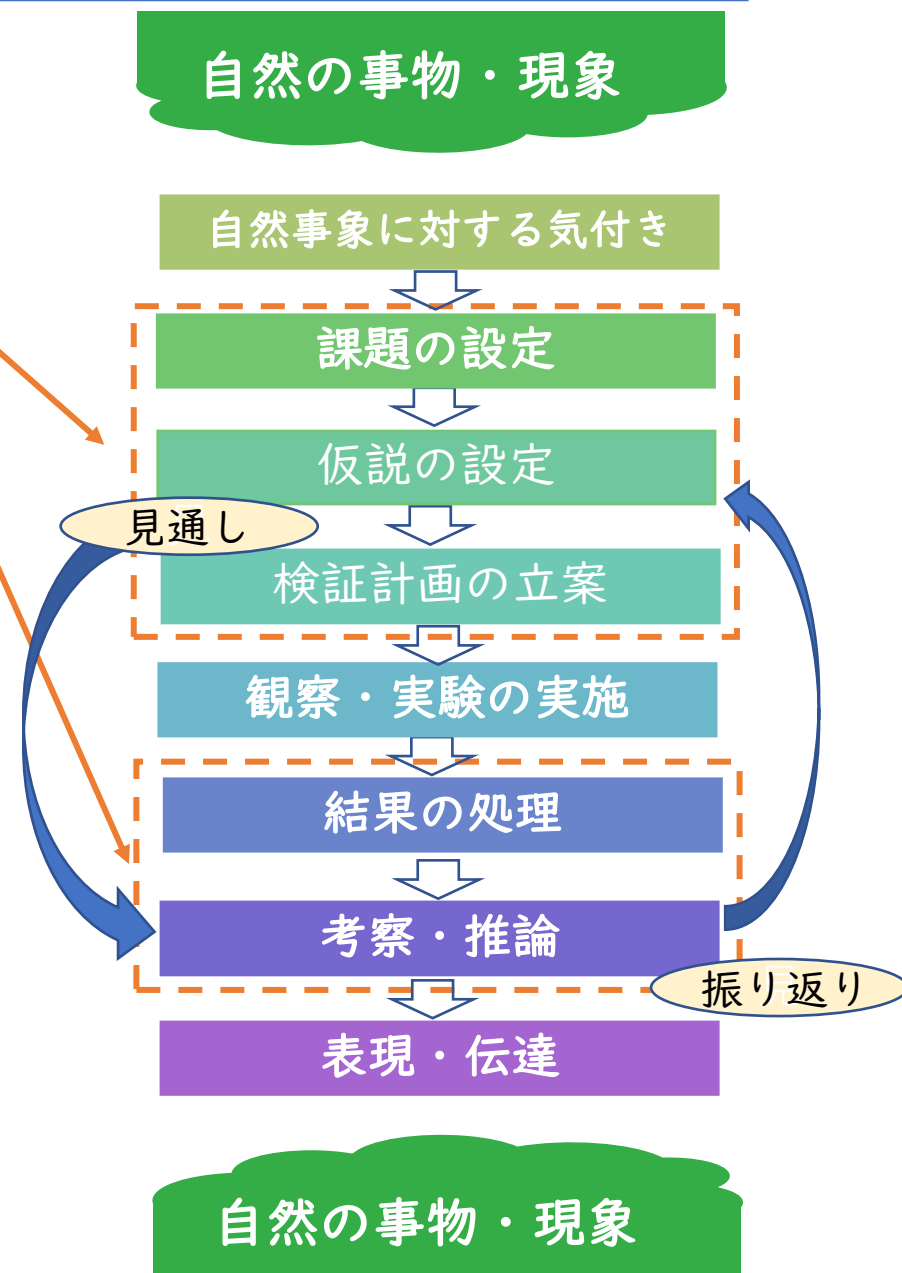 自然の事物・現象
自然事象に対する気付き
課題の設定
仮説の設定
見通し
検証計画の立案
観察・実験の実施
結果の処理
考察・推論
振り返り
表現・伝達
自然の事物・現象